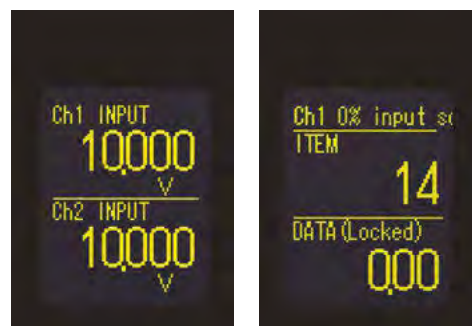 Ch1 INPUT
10.000
V
Ch2 INPUT
10.000
V
Ch1 0% input
ITEM
14
DATA(Locked)
0.00